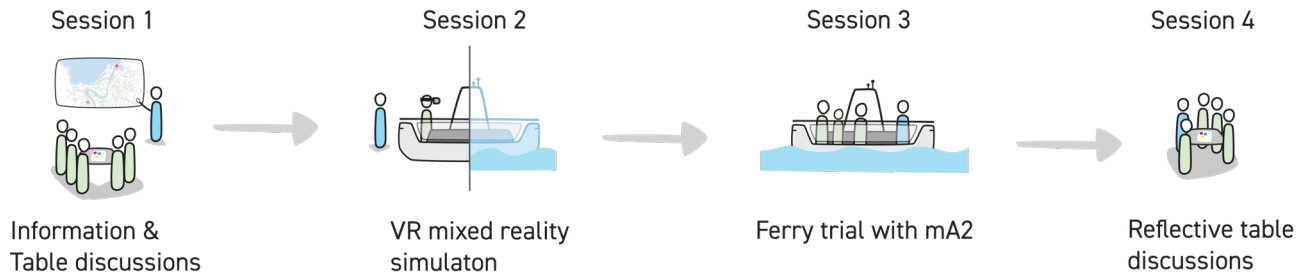 Session 1
Session 2
Session 3
Session 4
Information &
Table discussions
VR mixed reality
simulaton
Ferry trial with mA2
Reflective table
discussions